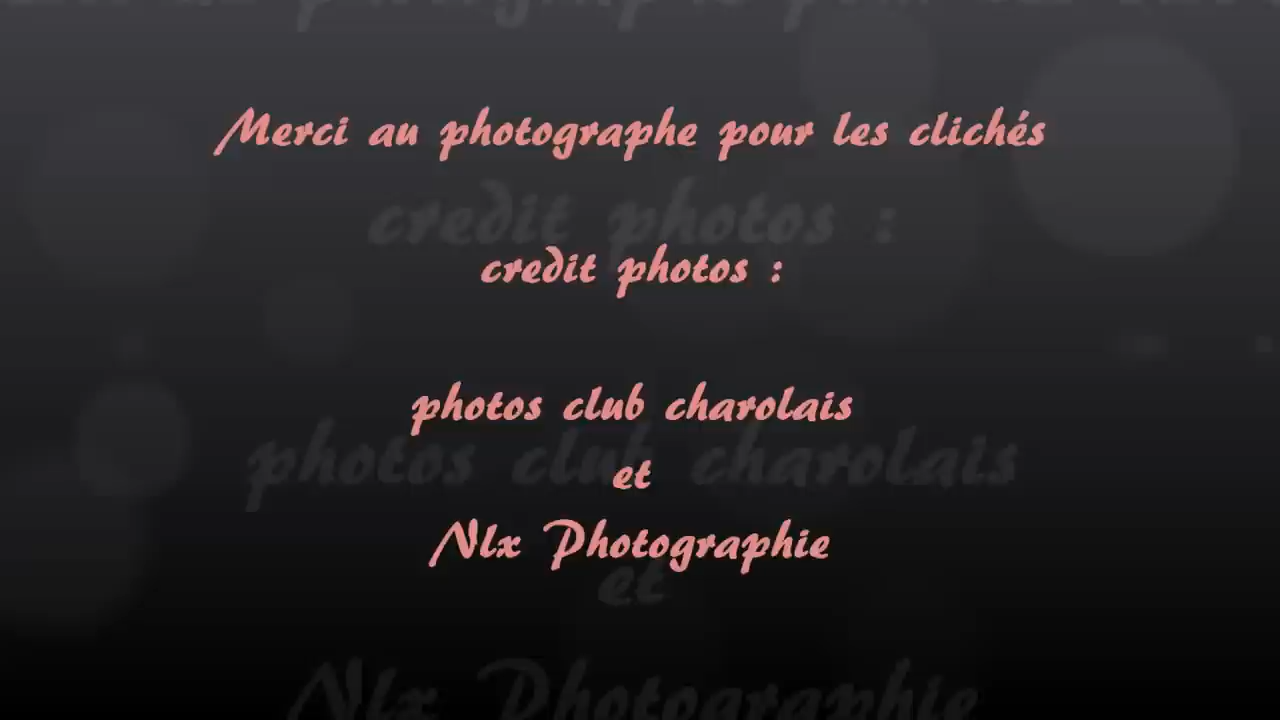 Merci au photographe pour les clichés
credit photos :
photos club charolais
et
Nlx Photographie